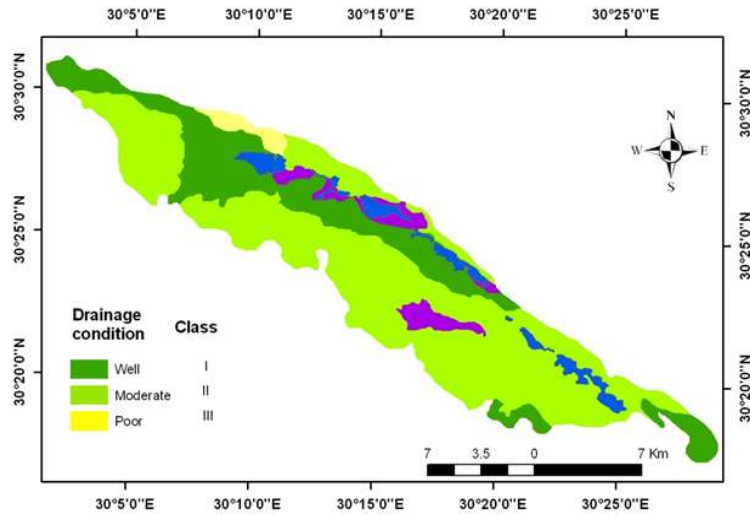 30°5'0"E 30°10'0"E 30°15'0"E 30°20'0"E 30°25'0"E
30°30'0"N 30°30'0"N
N
W E
S
30°25'0"N 30°25'0"N
Drainage condition Class
Well I
Moderate II
Poor III
30°20'0"N 30°20'0"N
7 3.5 0 7 Km
30°5'0"E 30°10'0"E 30°15'0"E 30°20'0"E 30°25'0"E